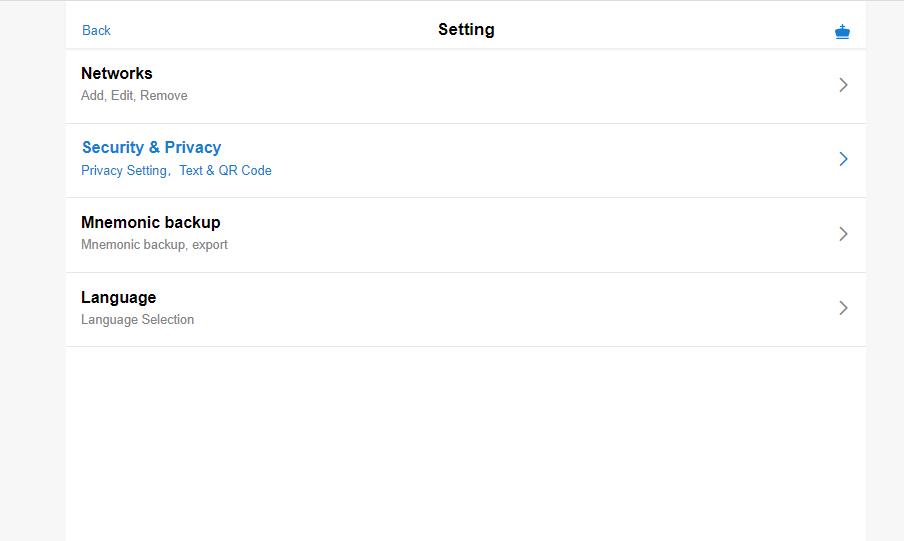 Back
Setting
Networks
Add, Edit, Remove
Security & Privacy
Privacy Setting，Text & QR Code
Mnemonic backup
Mnemonic backup, export
Language
Language Selection